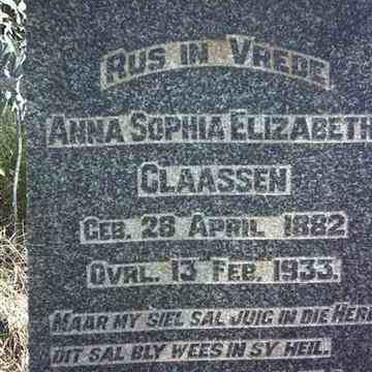 RUS IN VREDE
ANNA SOPHIA ELIZABETH
CLAASSEN
GEB. 28 APRIL 1882
OVRL. 13 FEB. 1933.
MAAR MY SIEL SAL JUIG IN DIE HERE
DIT SAL BLY WEES IN SY HEIL.